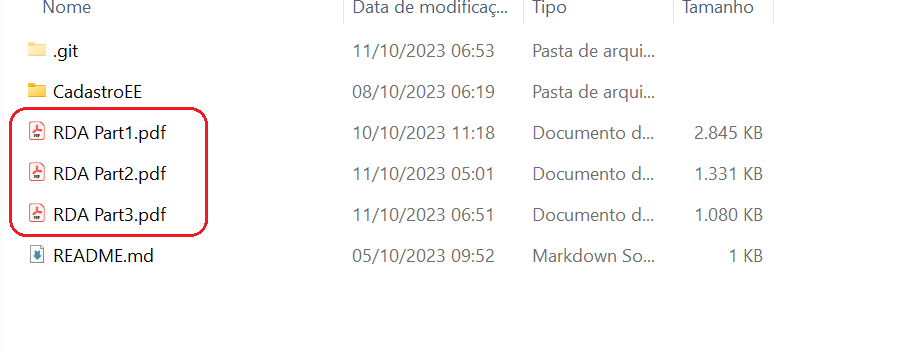 Nome Data de modificaç... Tipo Tamanho
.git 11/10/2023 06:53 Pasta de arqui...
CadastroEE 08/10/2023 06:19 Pasta de arqui...
RDA Part1.pdf 10/10/2023 11:18 Documento d... 2.845 KB
RDA Part2.pdf 11/10/2023 05:01 Documento d... 1.331 KB
RDA Part3.pdf 11/10/2023 06:51 Documento d... 1.080 KB
README.md 05/10/2023 09:52 Markdown So... 1 KB